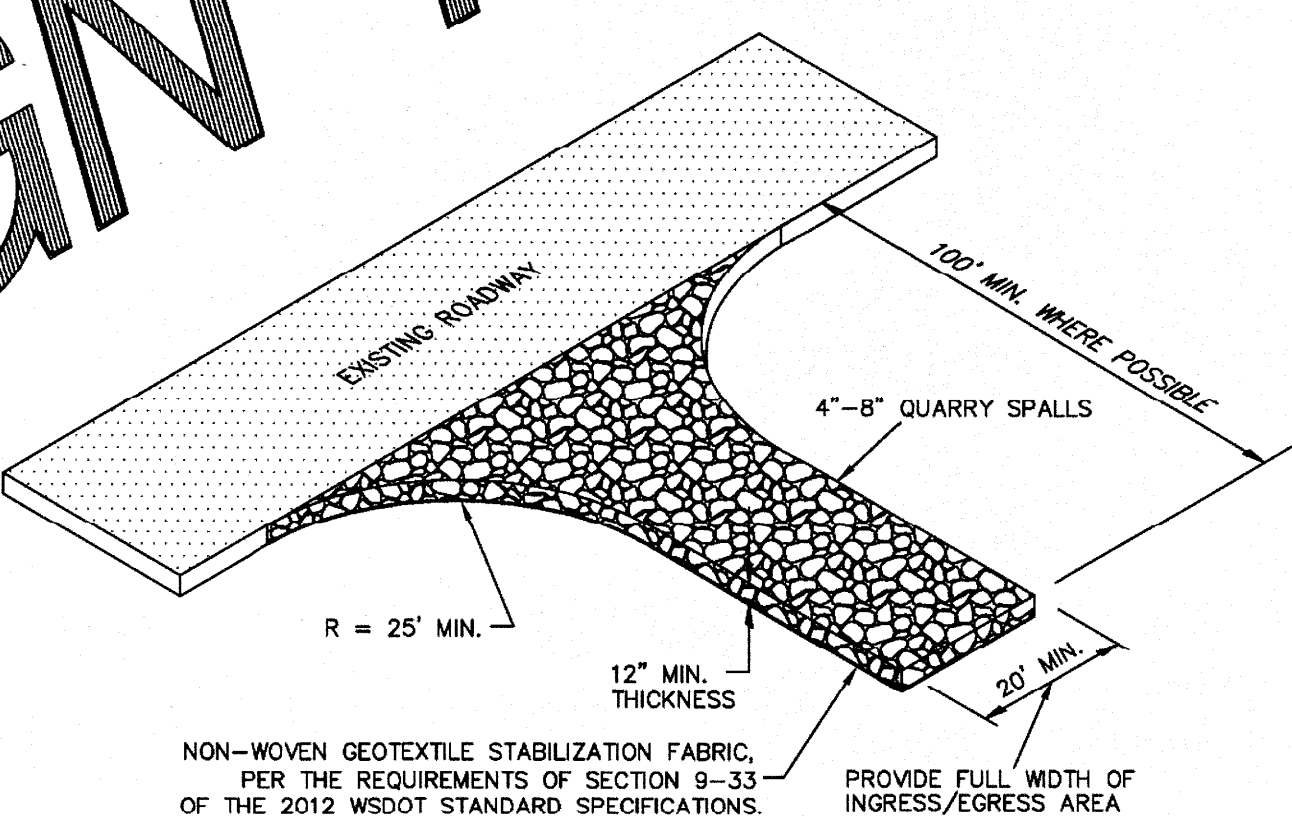 EXISTING ROADWAY
100' MIN. WHERE POSSIBLE
4"-8" QUARRY SPALLS
R = 25' MIN.
12" MIN.
THICKNESS
20' MIN.
NON-WOVEN GEOTEXTILE STABILIZATION FABRIC,
PER THE REQUIREMENTS OF SECTION 9-33
OF THE 2012 WSDOT STANDARD SPECIFICATIONS.
PROVIDE FULL WIDTH OF
INGRESS/EGRESS AREA